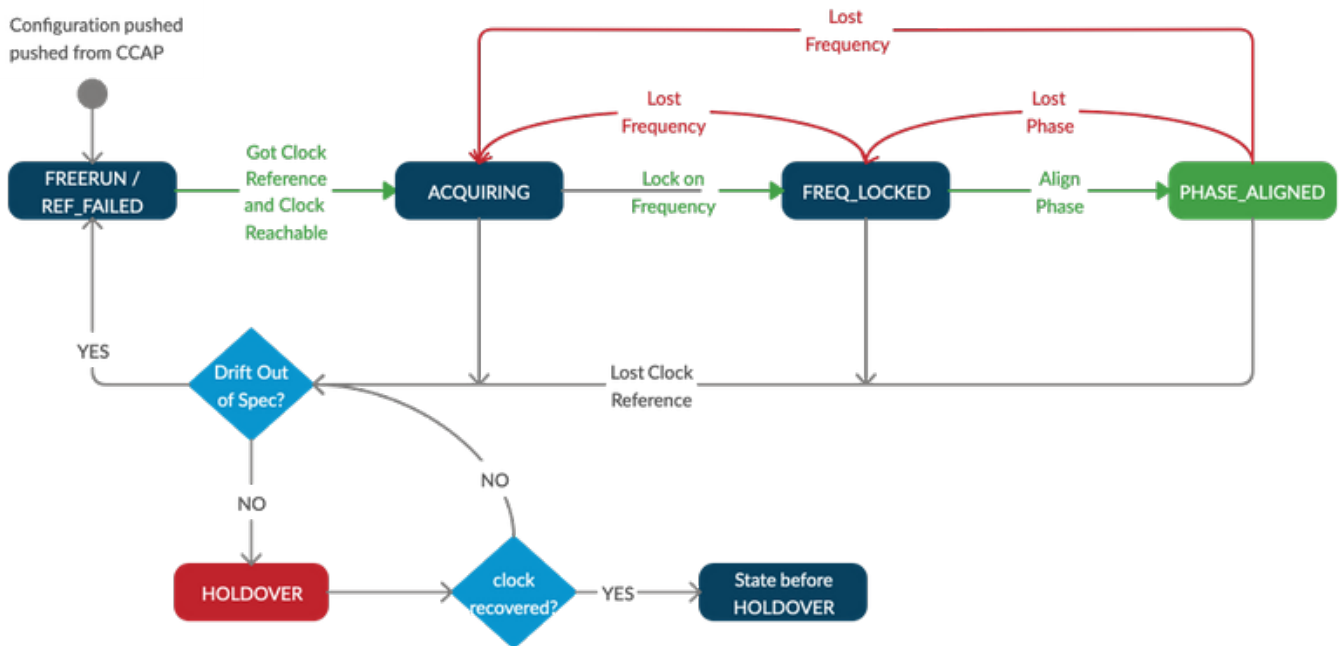 Configuration pushed
pushed from CCAP
Lost
Frequency
Lost
Frequency
Lost
Phase
Got Clock
Reference
and Clock
Reachable
FREERUN /
REF_FAILED
ACQUIRING
Lock on
Frequency
FREQ_LOCKED
Align
Phase
PHASE_ALIGNED
YES
Drift Out
of Spec?
Lost Clock
Reference
NO
NO
HOLDOVER
clock
recovered?
YES
State before
HOLDOVER